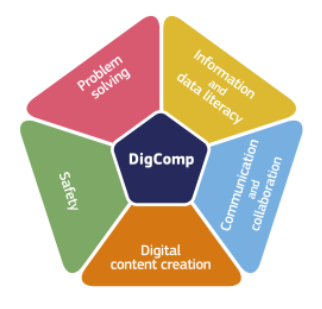 Problem
solving
Information
and
data literacy
DigComp
Safety
Communication
and
collaboration
Digital
content creation